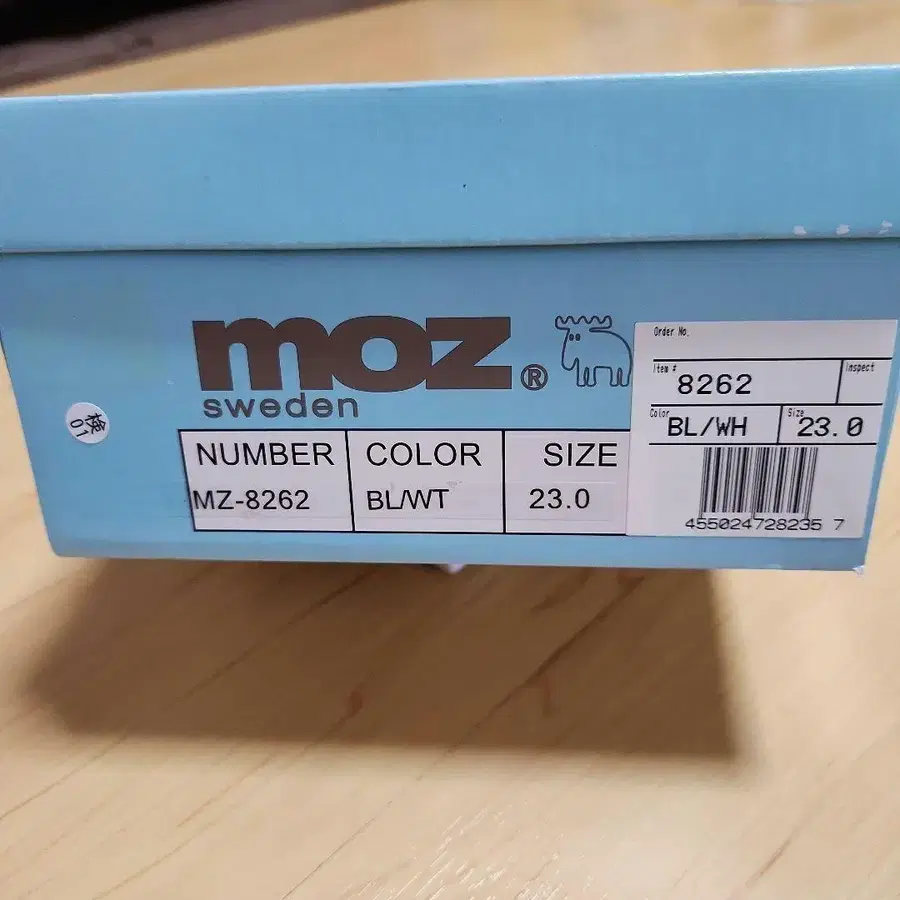 moz®
sweden
検
01
NUMBER COLOR SIZE
MZ-8262 BL/WT 23.0
Order No.
Item # Inspect
8262
Color Size
BL/WH 23.0
455024728235 7